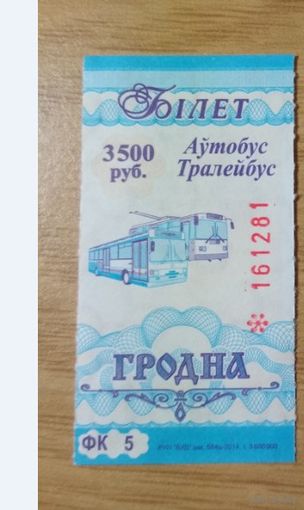 БІЛЕТ
3500 руб.
Аўтобус
Тралейбус
161281
ГРОДНА
ФК 5